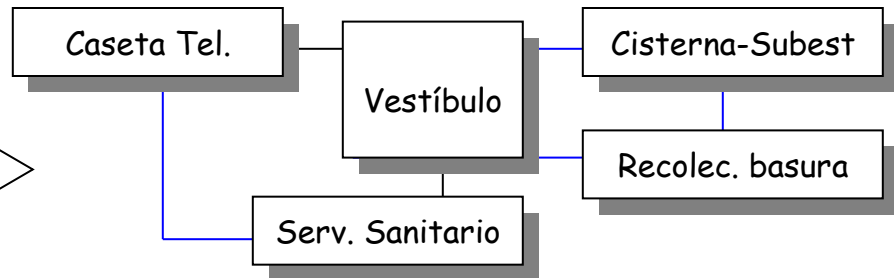 Caseta Tel.
Vestíbulo
Cisterna-Subest
Recolec. basura
Serv. Sanitario